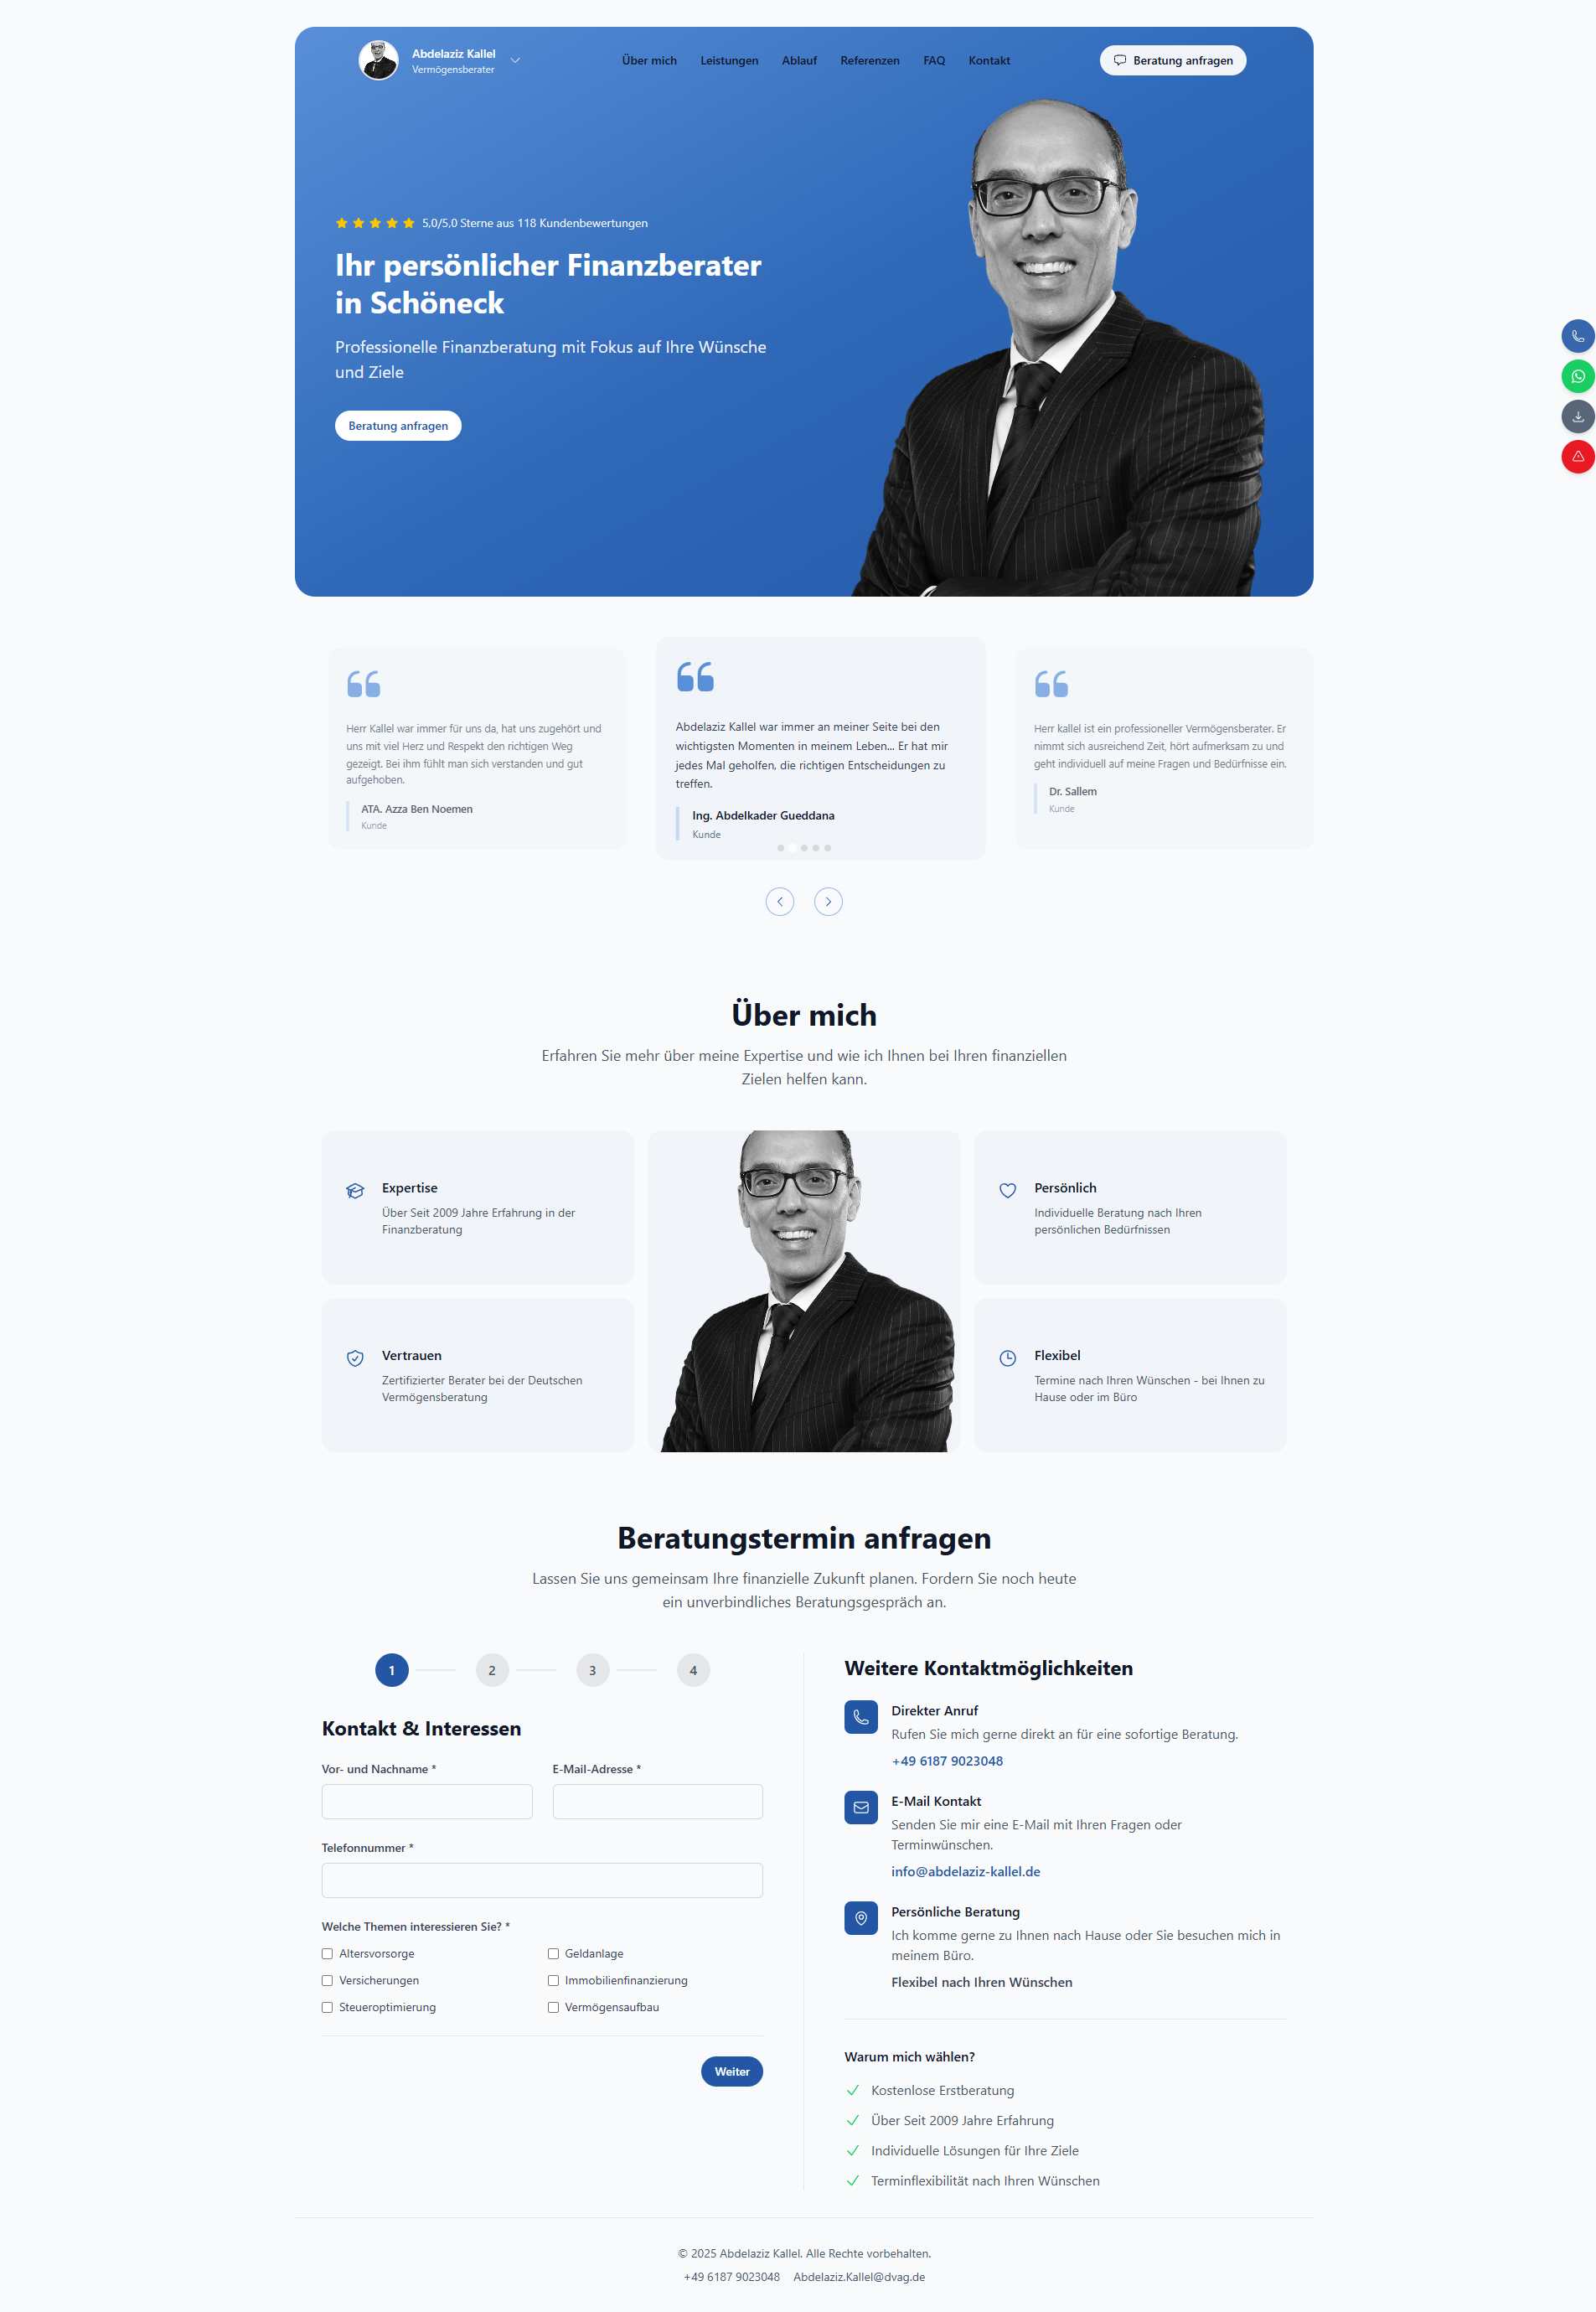 Abdelaziz Kallel
Vermögensberater
Über mich
Leistungen
Ablauf
Referenzen
FAQ
Kontakt
Beratung anfragen
5,0/5,0 Sterne aus 118 Kundenbewertungen
Ihr persönlicher Finanzberater
in Schöneck
Professionelle Finanzberatung mit Fokus auf Ihre Wünsche
und Ziele
Beratung anfragen
Herr Kallel war immer für uns da, hat uns zugehört und
uns mit viel Herz und Respekt den richtigen Weg
gezeigt. Bei ihm fühlt man sich verstanden und gut
aufgehoben.
ATA. Azza Ben Noemen
Kunde
Abdelaziz Kallel war immer an meiner Seite bei den
wichtigsten Momenten in meinem Leben... Er hat mir
jedes Mal geholfen, die richtigen Entscheidungen zu
treffen.
Ing. Abdelkader Gueddana
Kunde
Herr kallel ist ein professioneller Vermögensberater. Er
nimmt sich ausreichend Zeit, hört aufmerksam zu und
geht individuell auf meine Fragen und Bedürfnisse ein.
Dr. Sallem
Kunde
Über mich
Erfahren Sie mehr über meine Expertise und wie ich Ihnen bei Ihren finanziellen
Zielen helfen kann.
Expertise
Über Seit 2009 Jahre Erfahrung in der
Finanzberatung
Vertrauen
Zertifizierter Berater bei der Deutschen
Vermögensberatung
Persönlich
Individuelle Beratung nach Ihren
persönlichen Bedürfnissen
Flexibel
Termine nach Ihren Wünschen - bei Ihnen zu
Hause oder im Büro
Beratungstermin anfragen
Lassen Sie uns gemeinsam Ihre finanzielle Zukunft planen. Fordern Sie noch heute
ein unverbindliches Beratungsgespräch an.
1
2
3
4
Kontakt & Interessen
Vor- und Nachname *
E-Mail-Adresse *
Telefonnummer *
Welche Themen interessieren Sie? *
Altersvorsorge
Geldanlage
Versicherungen
Immobilienfinanzierung
Steueroptimierung
Vermögensaufbau
Weiter
Weitere Kontaktmöglichkeiten
Direkter Anruf
Rufen Sie mich gerne direkt an für eine sofortige Beratung.
+49 6187 9023048
E-Mail Kontakt
Senden Sie mir eine E-Mail mit Ihren Fragen oder
Terminwünschen.
info@abdelaziz-kallel.de
Persönliche Beratung
Ich komme gerne zu Ihnen nach Hause oder Sie besuchen mich in
meinem Büro.
Flexibel nach Ihren Wünschen
Warum mich wählen?
Kostenlose Erstberatung
Über Seit 2009 Jahre Erfahrung
Individuelle Lösungen für Ihre Ziele
Terminflexibilität nach Ihren Wünschen
© 2025 Abdelaziz Kallel. Alle Rechte vorbehalten.
+49 6187 9023048 Abdelaziz.Kallel@dvag.de